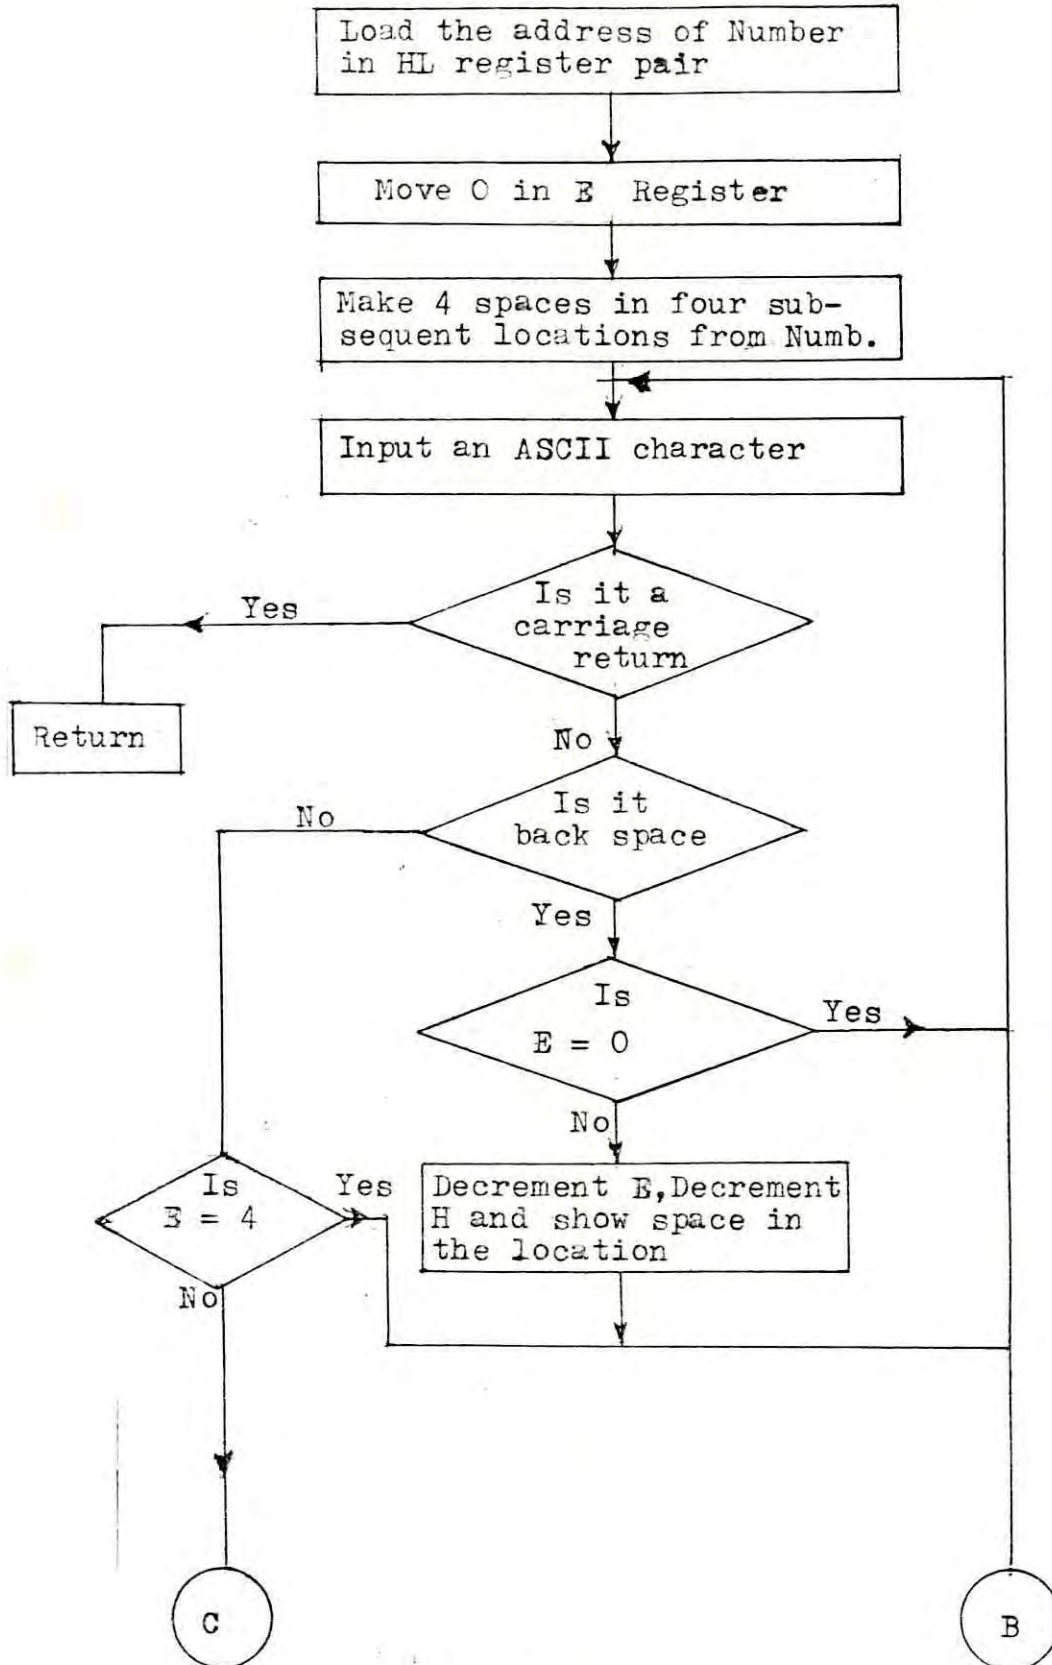 Load the address of Number
in HL register pair
Move 0 in E Register
Make 4 spaces in four sub-
sequent locations from Numb.
Input an ASCII character
Is it a
carriage
return
Yes
Return
No
Is it
back space
No
Yes
Is
E = 0
Yes
No
Is
E = 4
Yes
Decrement E,Decrement
H and show space in
the location
No
C
B